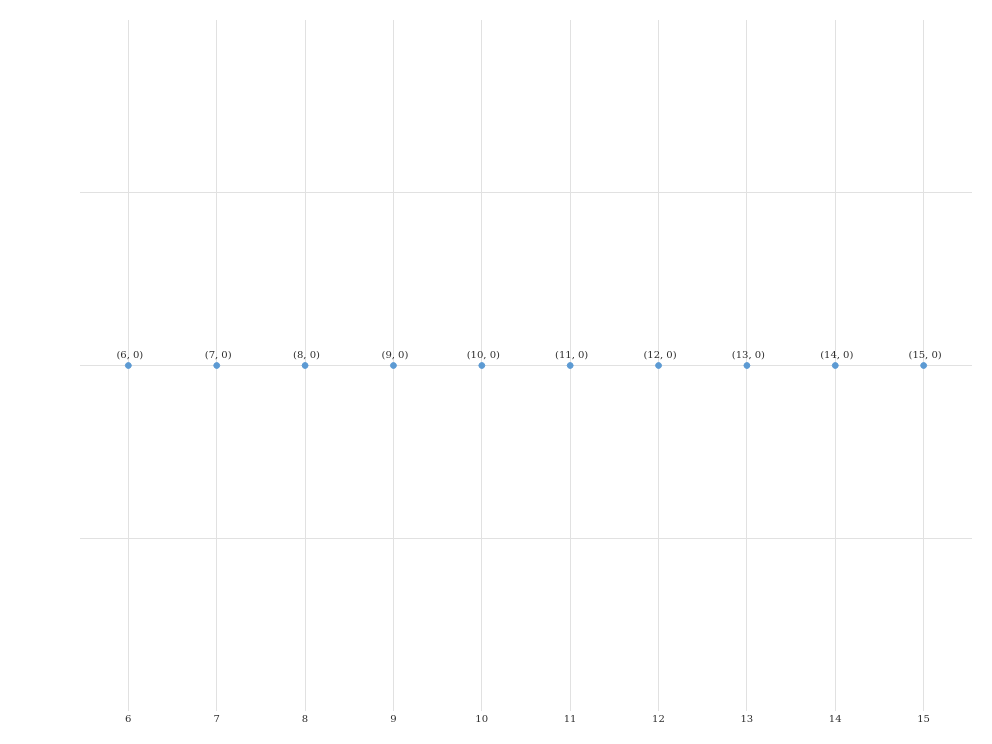 (6, 0) (7, 0) (8, 0) (9, 0) (10, 0) (11, 0) (12, 0) (13, 0) (14, 0) (15, 0)
6 7 8 9 10 11 12 13 14 15